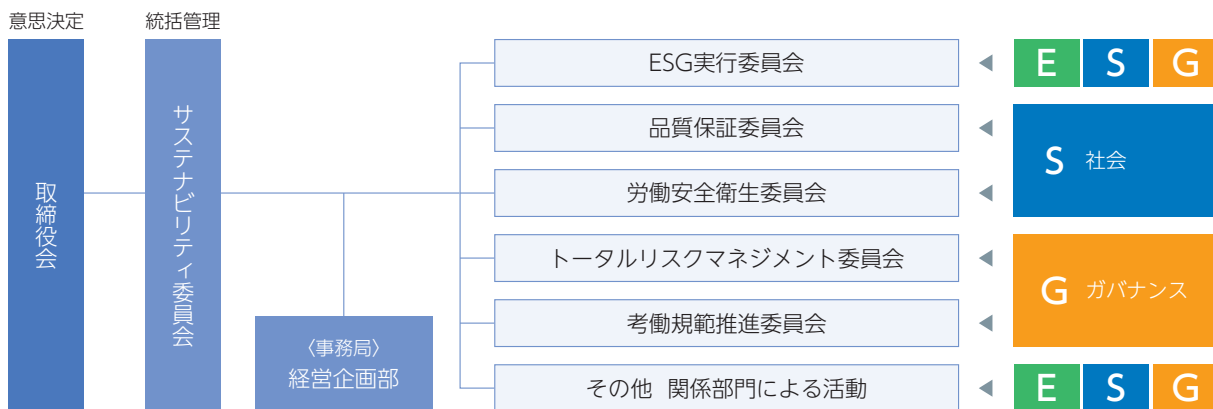 意思決定
統括管理
取締役会
サステナビリティ委員会
〈事務局〉
経営企画部
ESG実行委員会
E S G
品質保証委員会
労働安全衛生委員会
S 社会
トータルリスクマネジメント委員会
考働規範推進委員会
G ガバナンス
その他 関係部門による活動
E S G